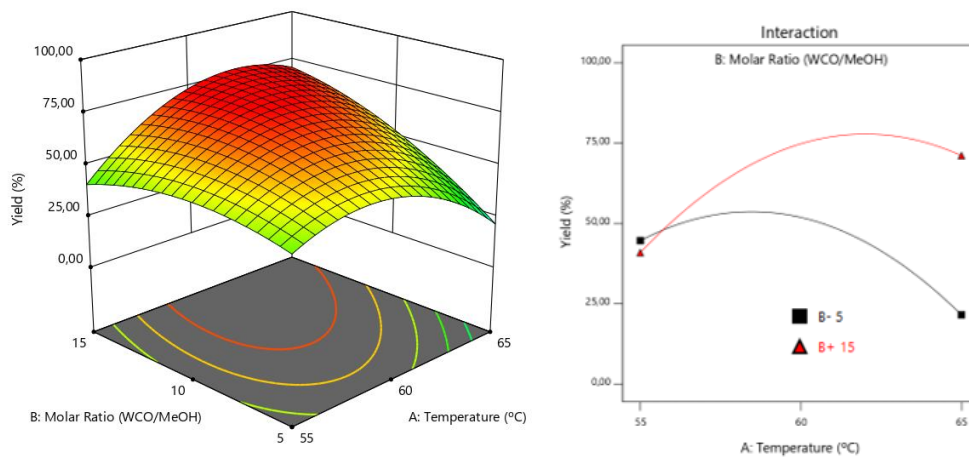 100,00
75,00
50,00
25,00
0,00
Yield (%)
15
10
5
55
60
65
B: Molar Ratio (WCO/MeOH)
A: Temperature (ºC)
Interaction
B: Molar Ratio (WCO/MeOH)
100,00
75,00
50,00
25,00
0,00
Yield (%)
B- 5
B+ 15
55
60
65
A: Temperature (ºC)